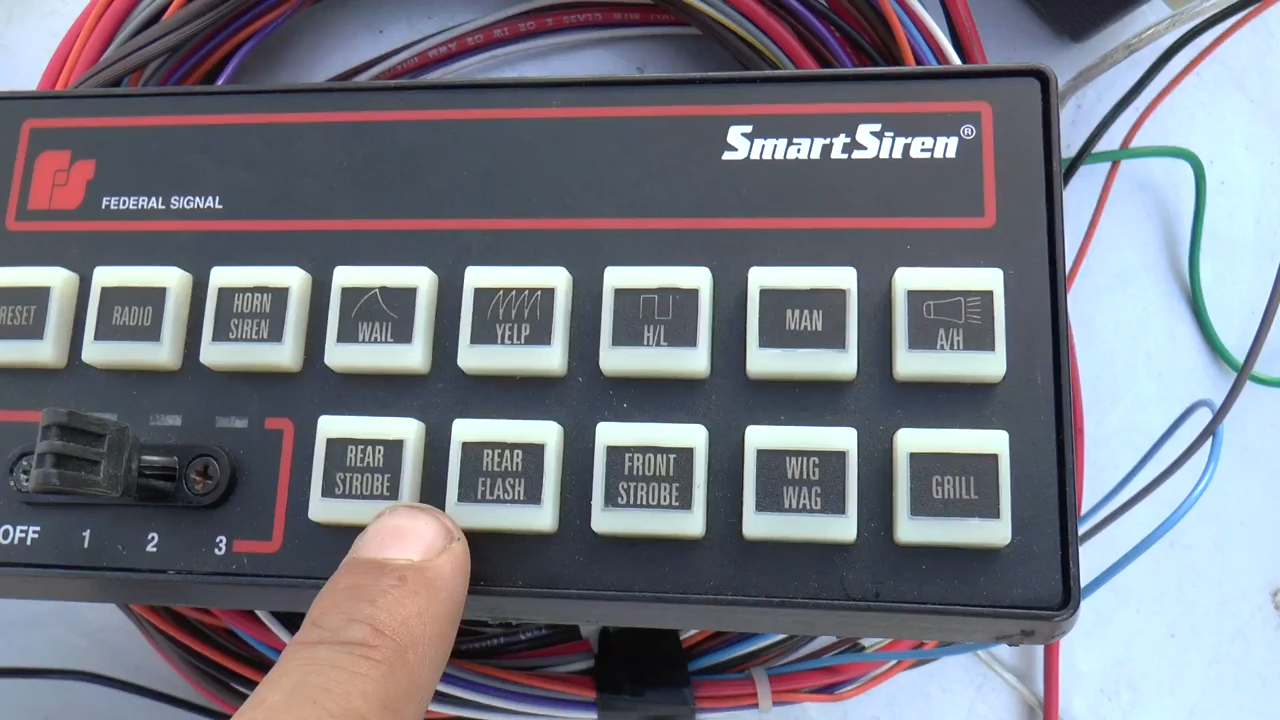 SmartSiren®
FEDERAL SIGNAL
RESET
RADIO
HORN
SIREN
WAIL
YELP
H/L
MAN
A/H
REAR
STROBE
REAR
FLASH
FRONT
STROBE
WIG
WAG
GRILL
OFF
1
2
3